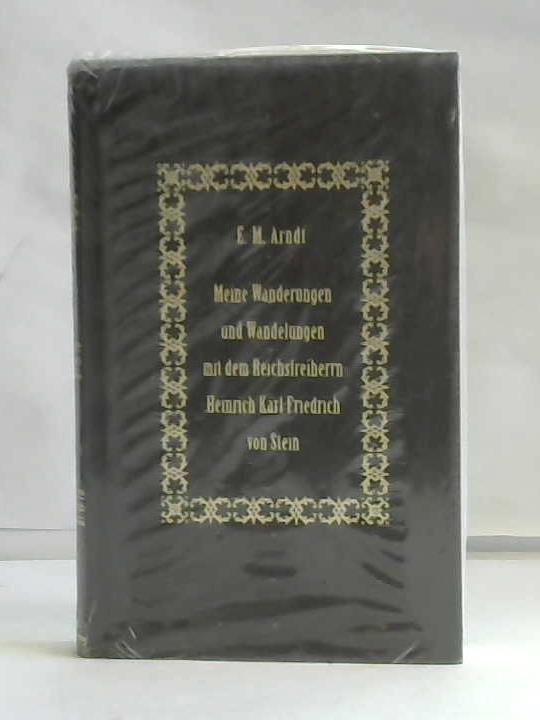 E. M. Arndt
Meine Wanderungen
und Wandelungen
mit dem Reichsfreiherrn
Heinrich Karl Friedrich
von Stein